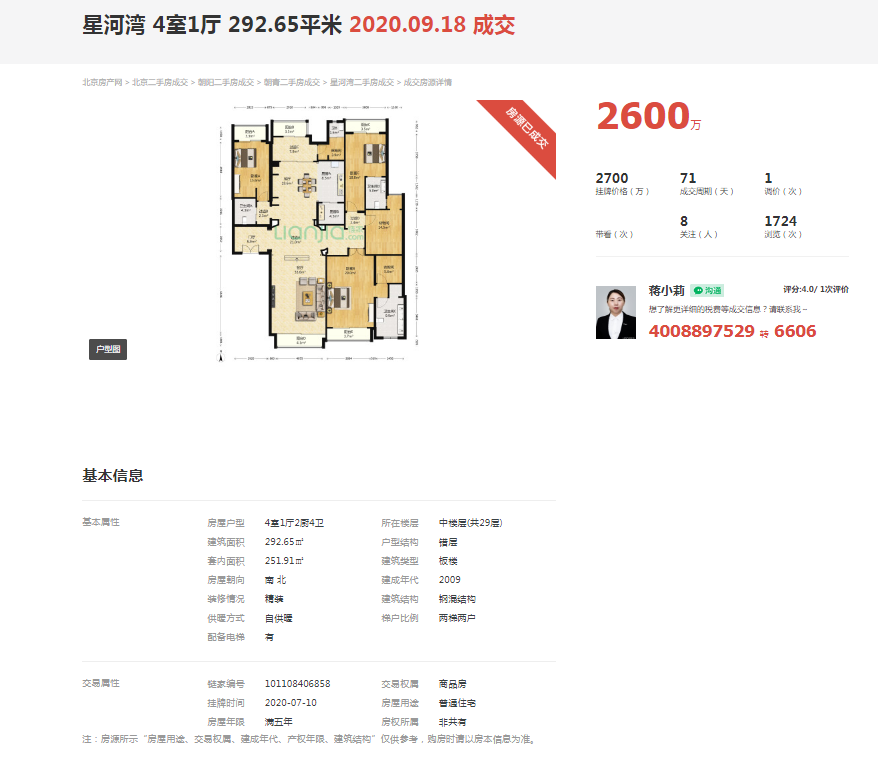 星河湾 4室1厅 292.65平米 2020.09.18 成交
北京房产网 > 北京二手房成交 > 朝阳二手房成交 > 朝青二手房成交 > 星河湾二手房成交 > 成交房源详情
房源已成交
Lianjia.com
户型图
2600万
2700 71 1
挂牌价格（万） 成交周期（天） 调价（次）
8 1724
带看（次） 关注（人） 浏览（次）
蒋小莉 沟通 评分:4.0/ 1次评价
想了解更详细的税费等成交信息？请联系我~
4008897529 转 6606
基本信息
基本属性 房屋户型 4室1厅2厨4卫 所在楼层 中楼层(共29层)
建筑面积 292.65㎡ 户型结构 错层
套内面积 251.91㎡ 建筑类型 板楼
房屋朝向 南 北 建成年代 2009
装修情况 精装 建筑结构 钢混结构
供暖方式 自供暖 梯户比例 两梯两户
配备电梯 有
交易属性 链家编号 101108406858 交易权属 商品房
挂牌时间 2020-07-10 房屋用途 普通住宅
房屋年限 满五年 房权所属 非共有
注：房源所示“房屋用途、交易权属、建成年代、产权年限、建筑结构”仅供参考，购房时请以房本信息为准。